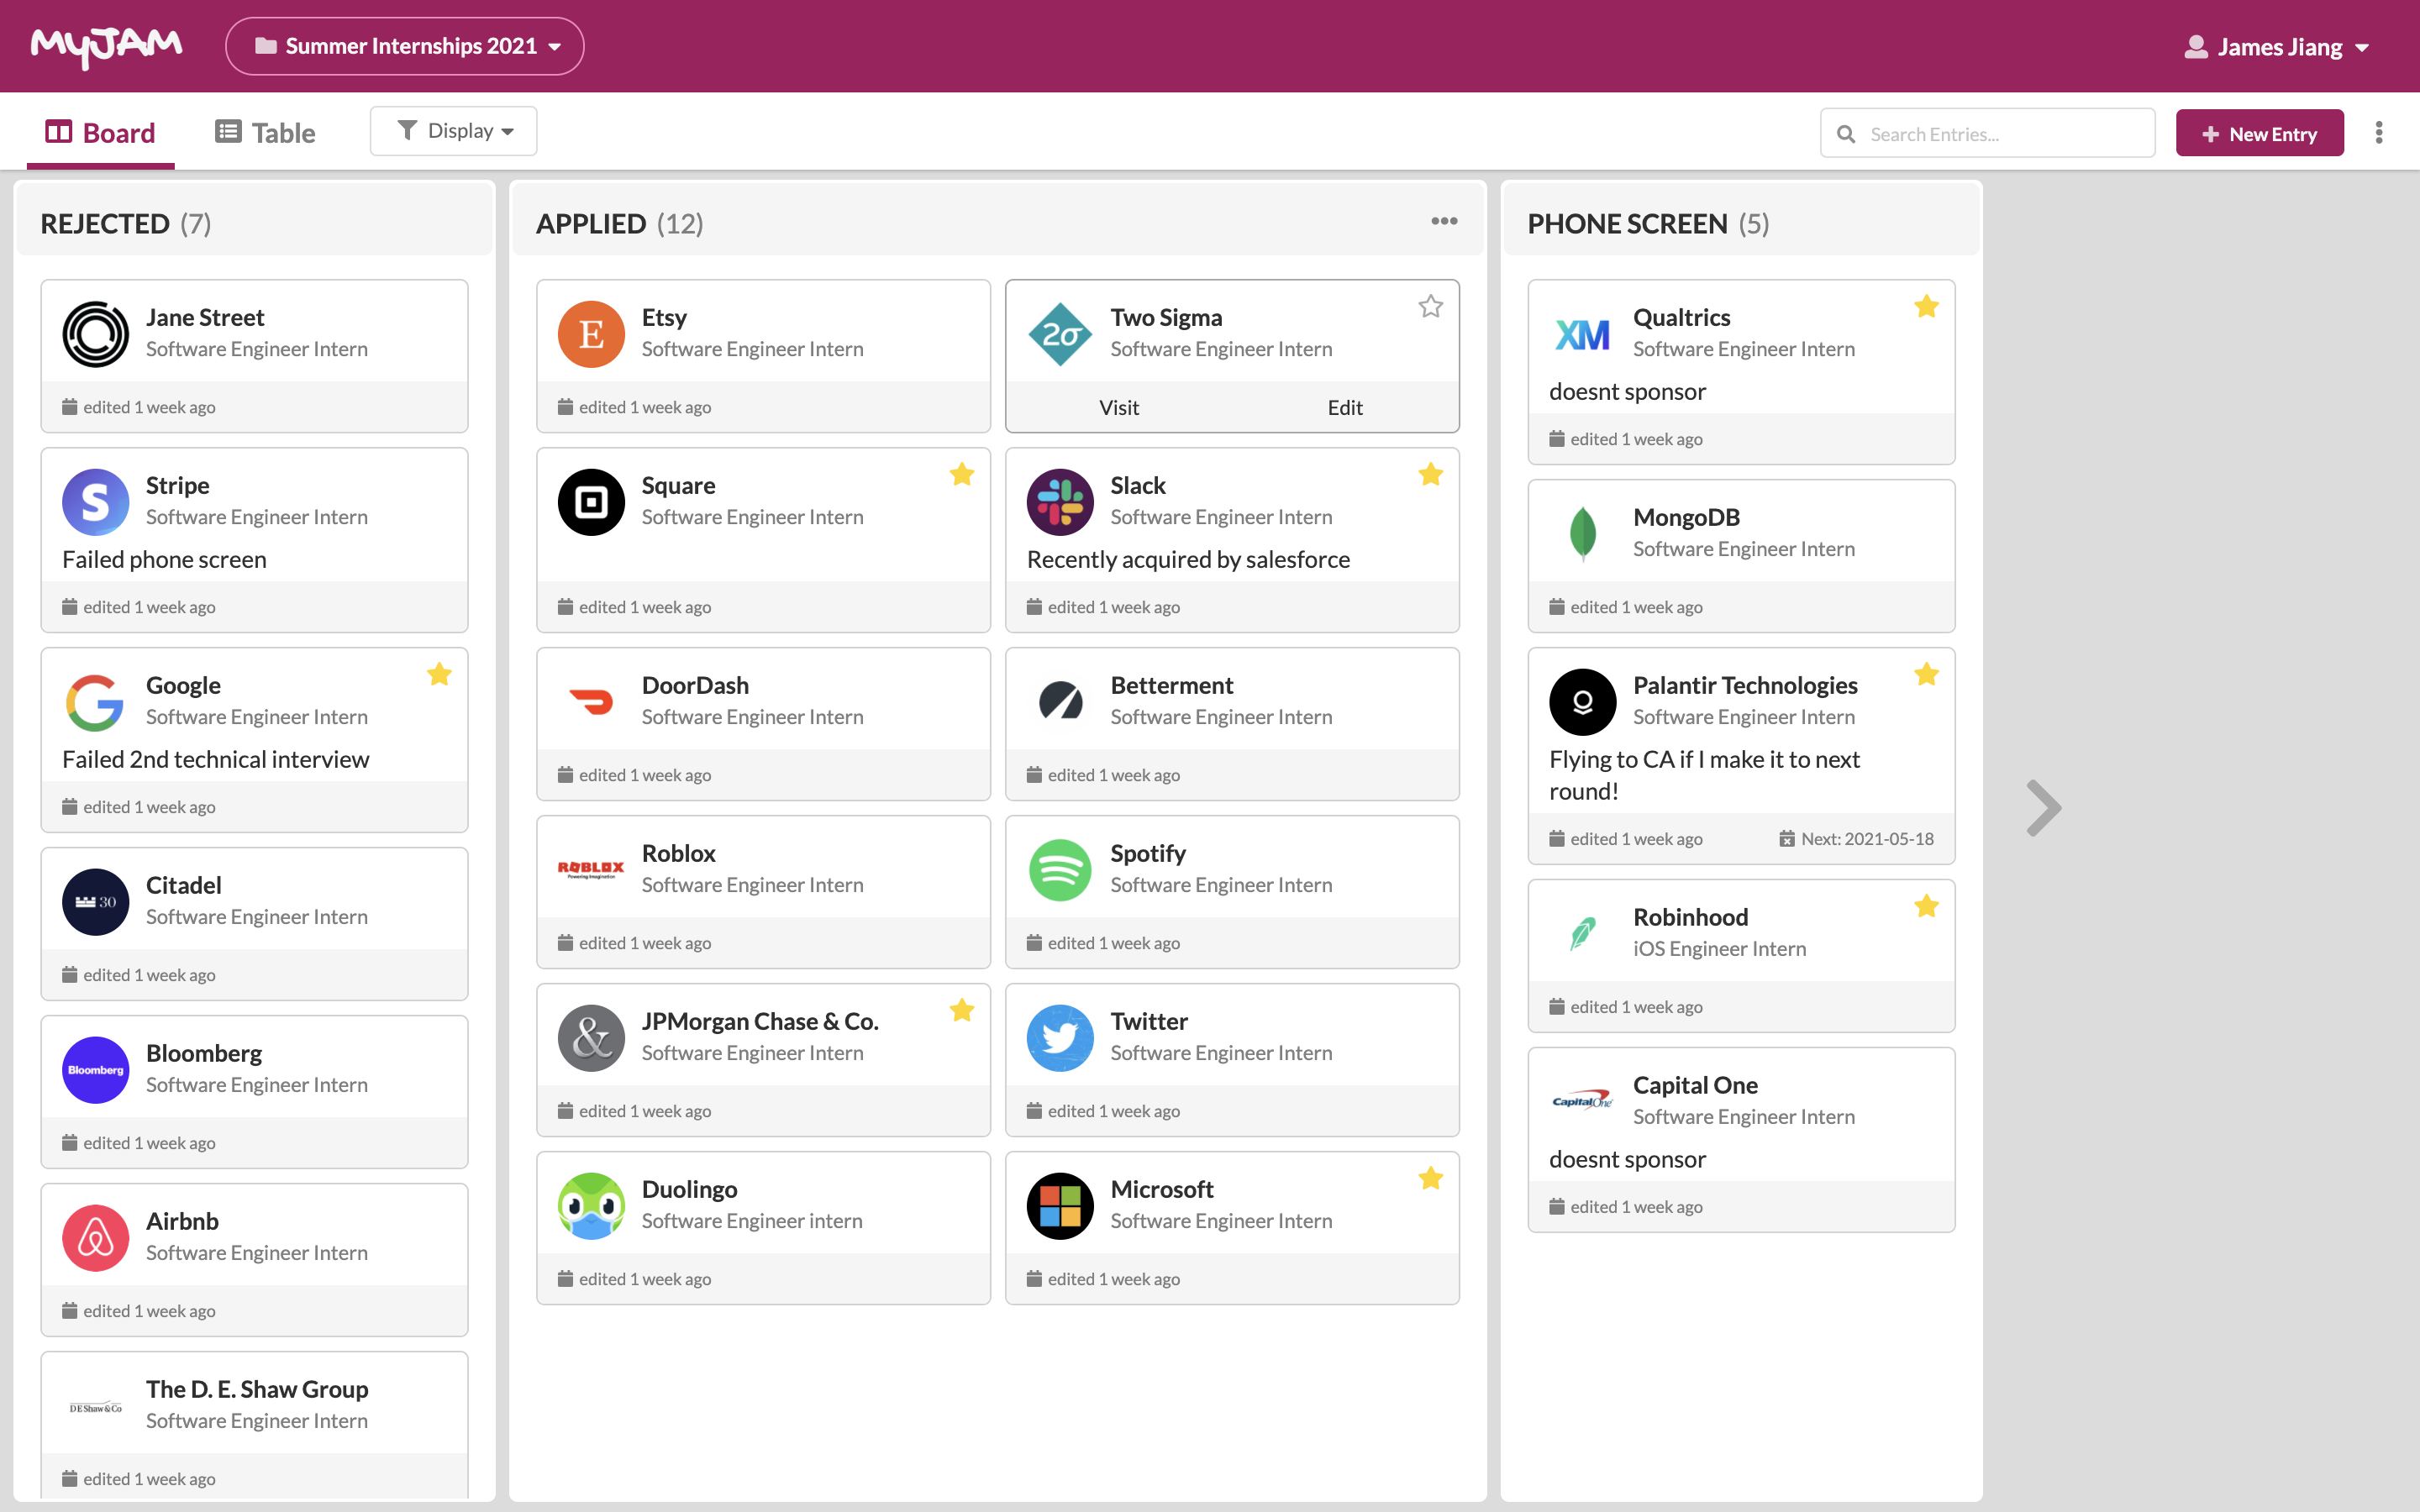 MyJAM
Summer Internships 2021
James Jiang
Board
Table
Display
Search Entries...
New Entry
REJECTED (7)
Jane Street
Software Engineer Intern
edited 1 week ago
Stripe
Software Engineer Intern
Failed phone screen
edited 1 week ago
Google
Software Engineer Intern
Failed 2nd technical interview
edited 1 week ago
30
Citadel
Software Engineer Intern
edited 1 week ago
Bloomberg
Bloomberg
Software Engineer Intern
edited 1 week ago
Airbnb
Software Engineer Intern
edited 1 week ago
DE Shaw & Co
The D. E. Shaw Group
Software Engineer Intern
edited 1 week ago
APPLIED (12)
E
Etsy
Software Engineer Intern
edited 1 week ago
2σ
Two Sigma
Software Engineer Intern
Visit
Edit
Square
Software Engineer Intern
edited 1 week ago
Slack
Software Engineer Intern
Recently acquired by salesforce
edited 1 week ago
DoorDash
Software Engineer Intern
edited 1 week ago
Betterment
Software Engineer Intern
edited 1 week ago
ROBLOX
Powering Imagination
Roblox
Software Engineer Intern
edited 1 week ago
Spotify
Software Engineer Intern
edited 1 week ago
&
JPMorgan Chase & Co.
Software Engineer Intern
edited 1 week ago
Twitter
Software Engineer Intern
edited 1 week ago
Duolingo
Software Engineer intern
edited 1 week ago
Microsoft
Software Engineer Intern
edited 1 week ago
PHONE SCREEN (5)
XM
Qualtrics
Software Engineer Intern
doesnt sponsor
edited 1 week ago
MongoDB
Software Engineer Intern
edited 1 week ago
Palantir Technologies
Software Engineer Intern
Flying to CA if I make it to next
round!
edited 1 week ago
Next: 2021-05-18
Robinhood
iOS Engineer Intern
edited 1 week ago
Capital One
Capital One
Software Engineer Intern
doesnt sponsor
edited 1 week ago